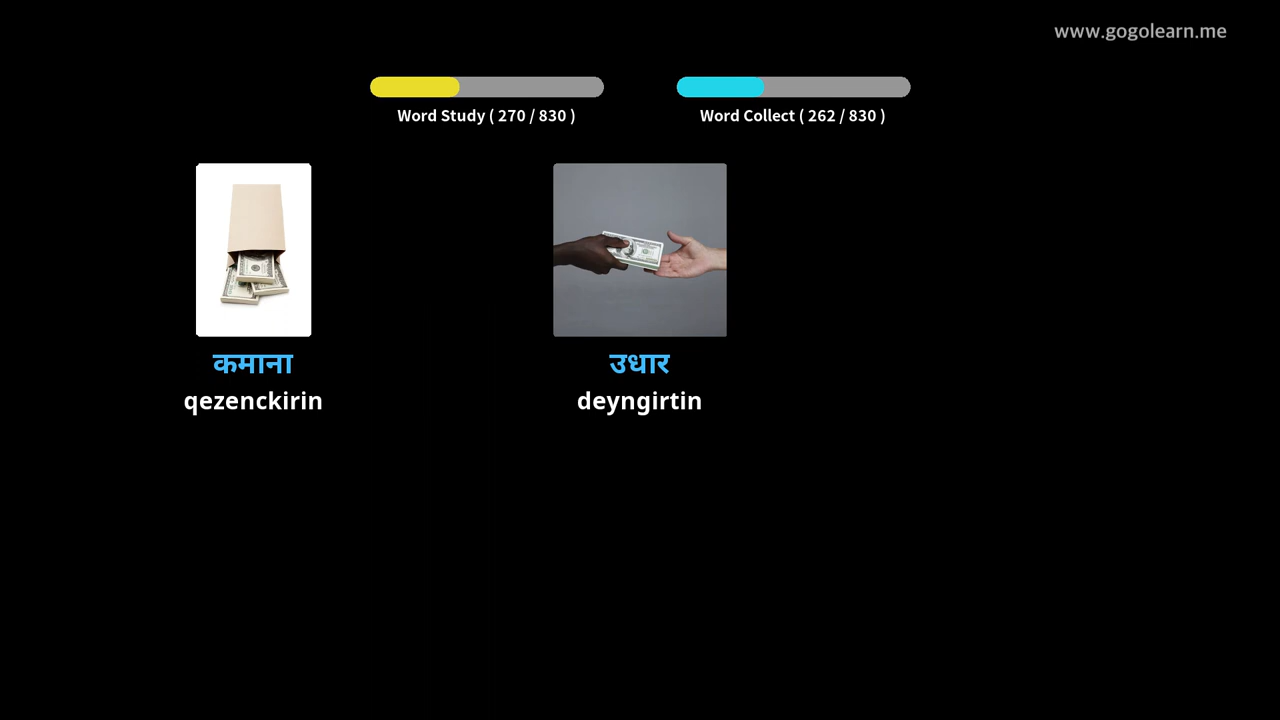 www.gogolearn.me
Word Study ( 270 / 830 )
Word Collect ( 262 / 830 )
कमाना
qezenckirin
उधार
deyngirtin